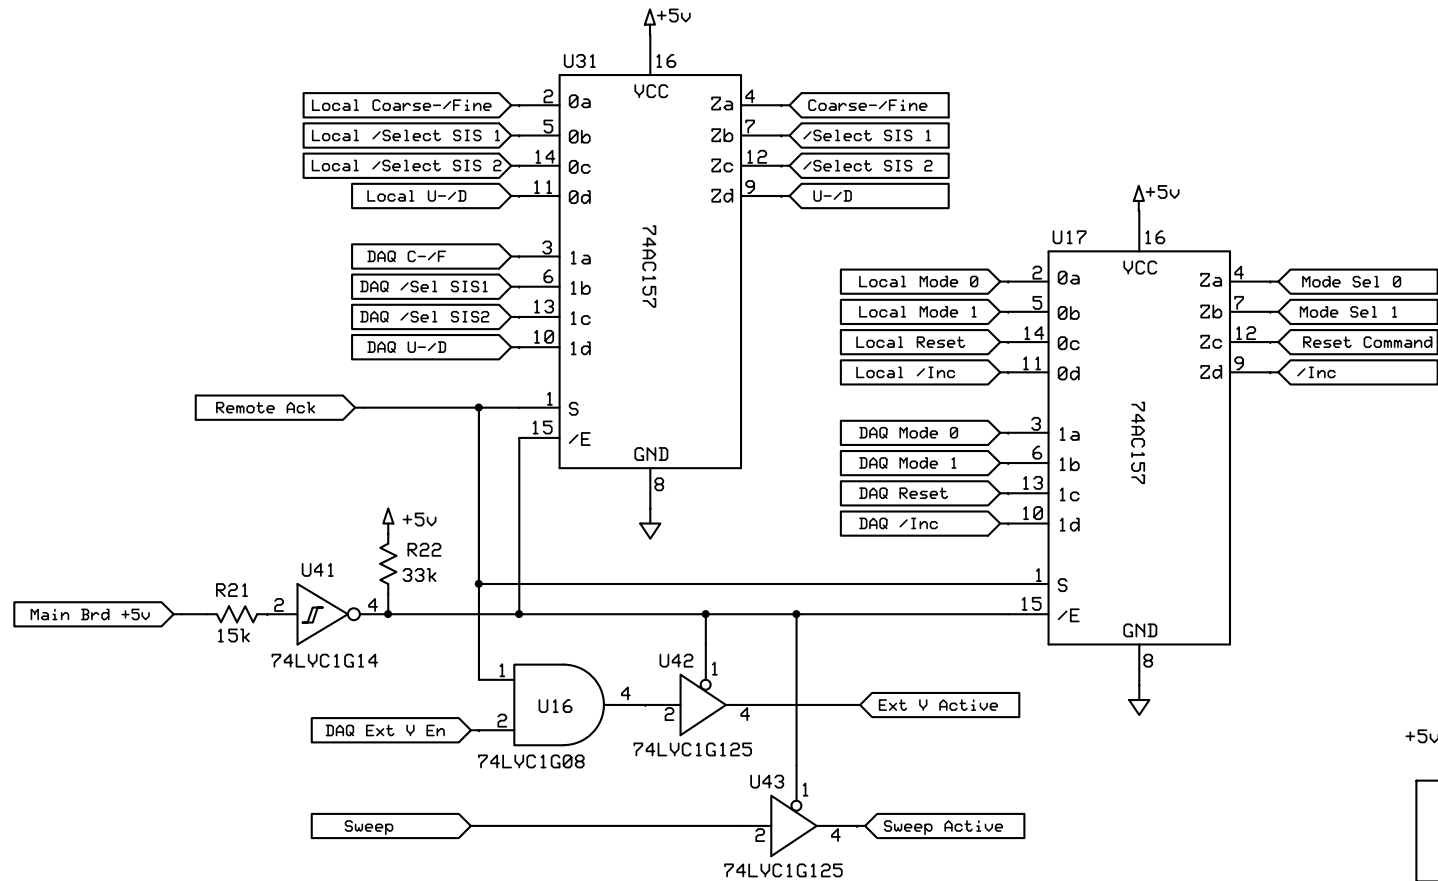 +5v
U31
16
VCC
Local Coarse-/Fine 2 0a Za 4 Coarse-/Fine
Local /Select SIS 1 5 0b Zb 7 /Select SIS 1
Local /Select SIS 2 14 0c Zc 12 /Select SIS 2
Local U-/D 11 0d Zd 9 U-/D
74AC157
DAQ C-/F 3 1a
DAQ /Sel SIS1 6 1b
DAQ /Sel SIS2 13 1c
DAQ U-/D 10 1d
Remote Ack 1 S
15 /E
GND
8
+5v
U17 16
VCC
Local Mode 0 2 0a Za 4 Mode Sel 0
Local Mode 1 5 0b Zb 7 Mode Sel 1
Local Reset 14 0c Zc 12 Reset Command
Local /Inc 11 0d Zd 9 /Inc
74AC157
DAQ Mode 0 3 1a
DAQ Mode 1 6 1b
DAQ Reset 13 1c
DAQ /Inc 10 1d
1 S
15 /E
GND
8
+5v
R22
33k
U41
R21
Main Brd +5v 2 4
15k
74LVC1G14
U42
1
1
U16 4 2 4 Ext V Active
DAQ Ext V En 2
74LVC1G08
74LVC1G125
U43
1
Sweep 2 4 Sweep Active
74LVC1G125
+5v